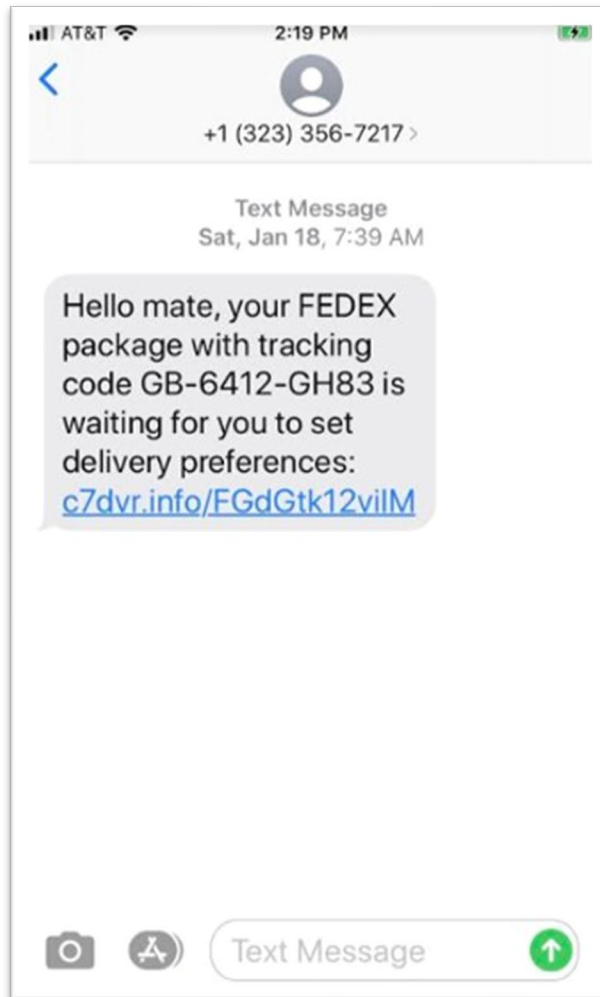 AT&T 2:19 PM
+1 (323) 356-7217 >
Text Message
Sat, Jan 18, 7:39 AM
Hello mate, your FEDEX
package with tracking
code GB-6412-GH83 is
waiting for you to set
delivery preferences:
c7dvr.info/FGdGtk12vilM
Text Message